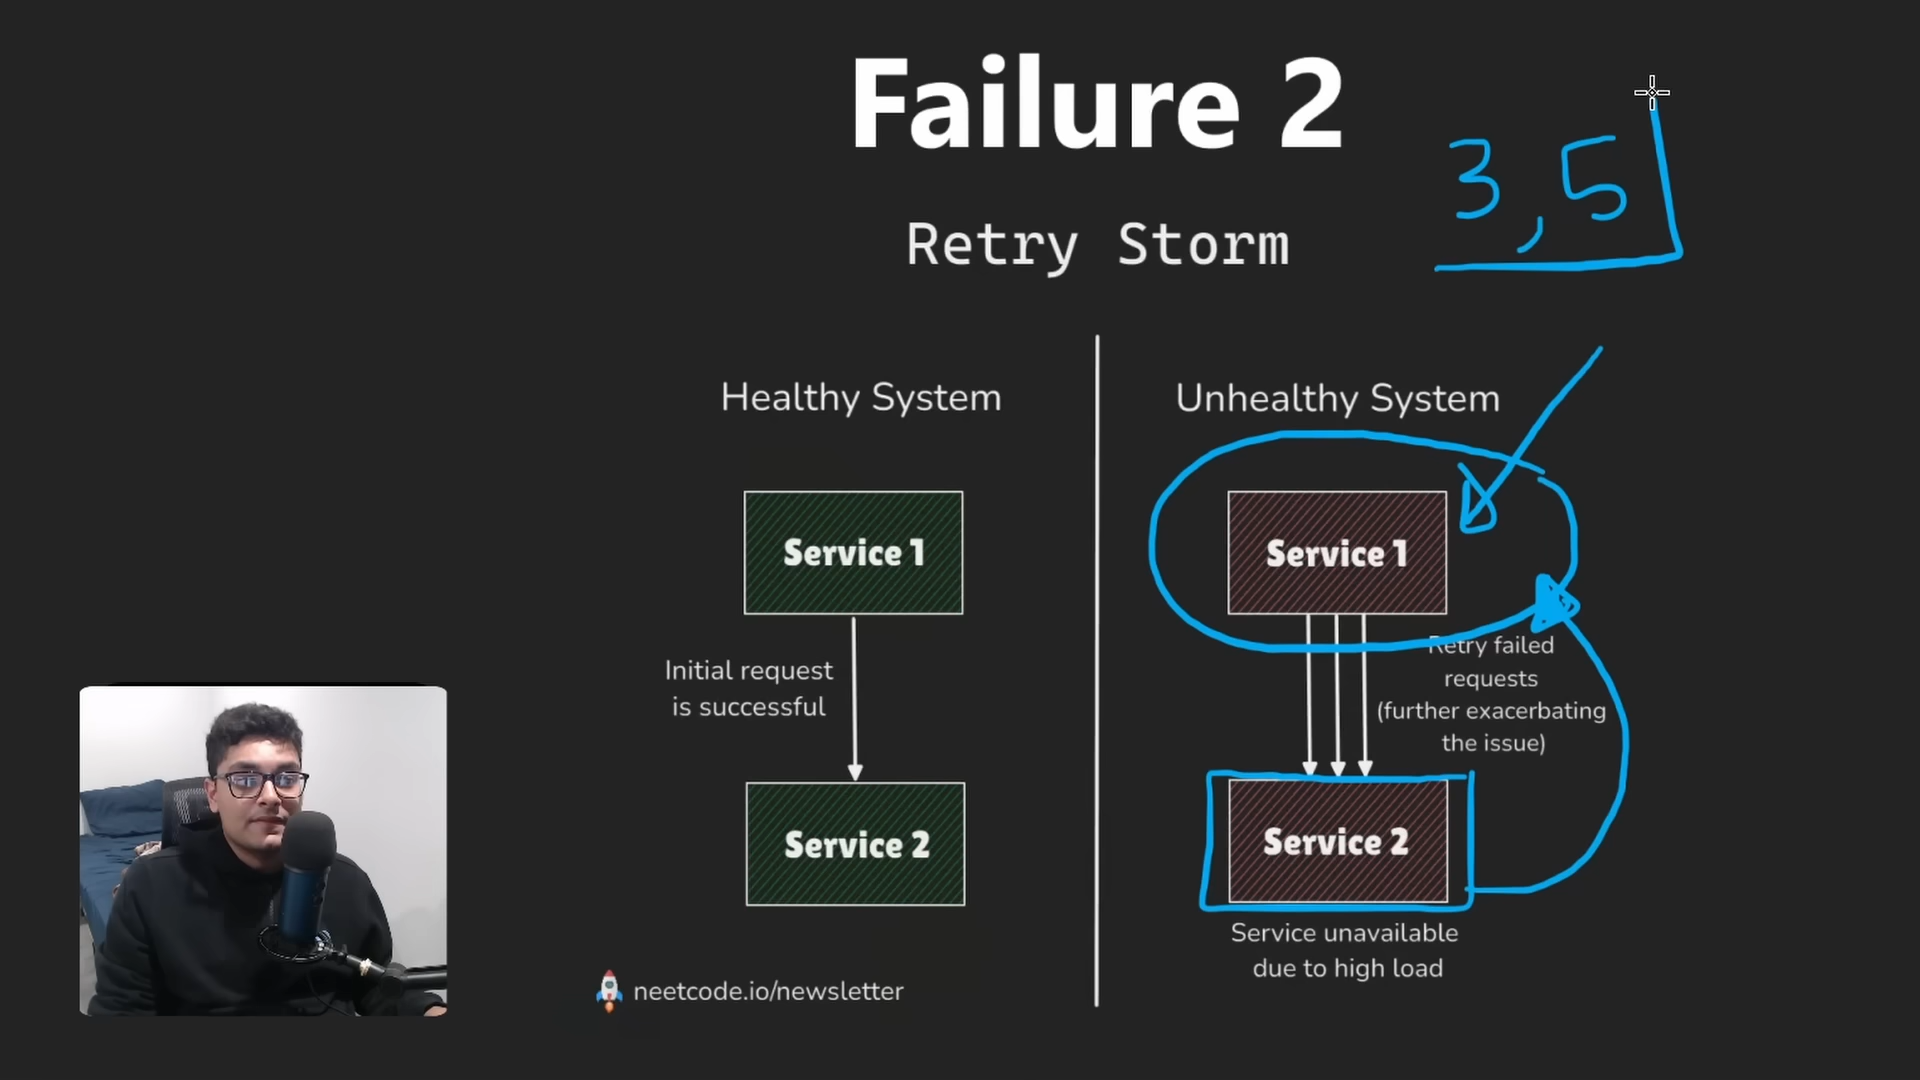 Failure 2
3,5
Retry Storm
Healthy System
Unhealthy System
Service 1
Service 1
Initial request
is successful
Retry failed
requests
(further exacerbating
the issue)
Service 2
Service 2
Service unavailable
due to high load
neetcode.io/newsletter